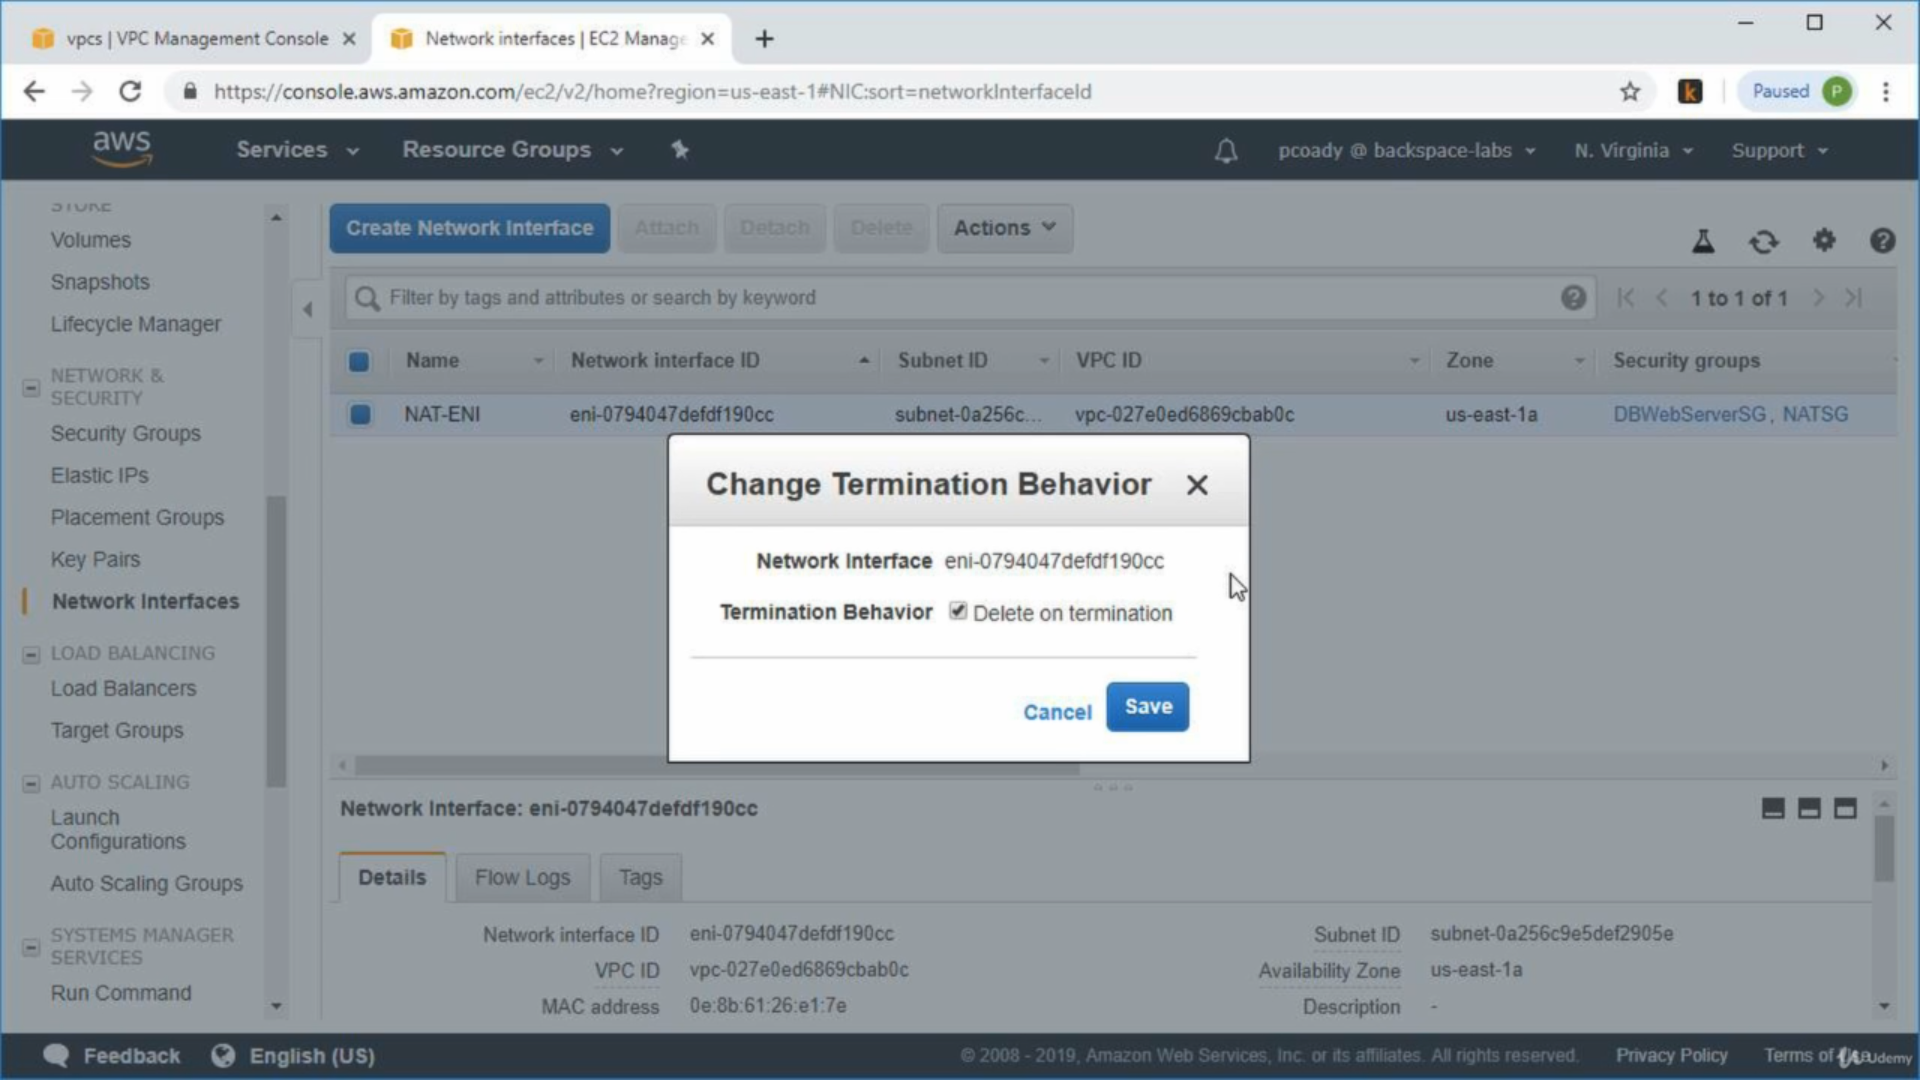 vpcs | VPC Management Console
Network interfaces | EC2 Manage
https://console.aws.amazon.com/ec2/v2/home?region=us-east-1#NIC:sort=networkInterfaceId
k
Paused P
aws
Services
Resource Groups
pcoady @ backspace-labs
N. Virginia
Support
STORE
Volumes
Snapshots
Lifecycle Manager
NETWORK &
SECURITY
Security Groups
Elastic IPs
Placement Groups
Key Pairs
Network Interfaces
LOAD BALANCING
Load Balancers
Target Groups
AUTO SCALING
Launch
Configurations
Auto Scaling Groups
SYSTEMS MANAGER
SERVICES
Run Command
Create Network Interface Attach Detach Delete Actions
Filter by tags and attributes or search by keyword
1 to 1 of 1
Name Network interface ID Subnet ID VPC ID Zone Security groups
NAT-ENI eni-0794047defdf190cc subnet-0a256c... vpc-027e0ed6869cbab0c us-east-1a DBWebServerSG, NATSG
Change Termination Behavior
Network Interface eni-0794047defdf190cc
Termination Behavior Delete on termination
Cancel Save
Network Interface: eni-0794047defdf190cc
Details Flow Logs Tags
Network interface ID eni-0794047defdf190cc
Subnet ID subnet-0a256c9e5def2905e
VPC ID vpc-027e0ed6869cbab0c
Availability Zone us-east-1a
MAC address 0e:8b:61:26:e1:7e
Description -
Feedback
English (US)
© 2008 - 2019, Amazon Web Services, Inc. or its affiliates. All rights reserved.
Privacy Policy
Terms of Use
Udemy